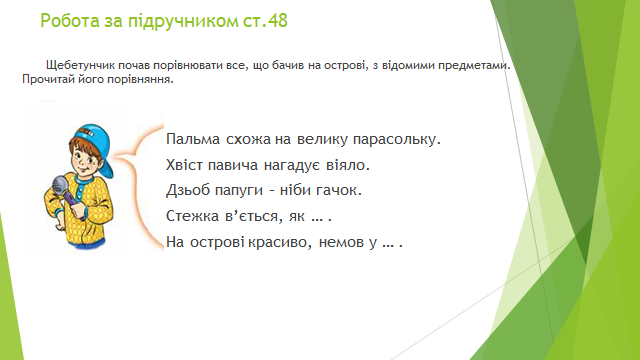 Робота за підручником ст.48
Щебетунчик почав порівнювати все, що бачив на острові, з відомими предметами.
Прочитай його порівняння.
Пальма схожа на велику парасольку.
Хвіст павича нагадує віяло.
Дзьоб папуги – ніби гачок.
Стежка в’ється, як … .
На острові красиво, немов у … .